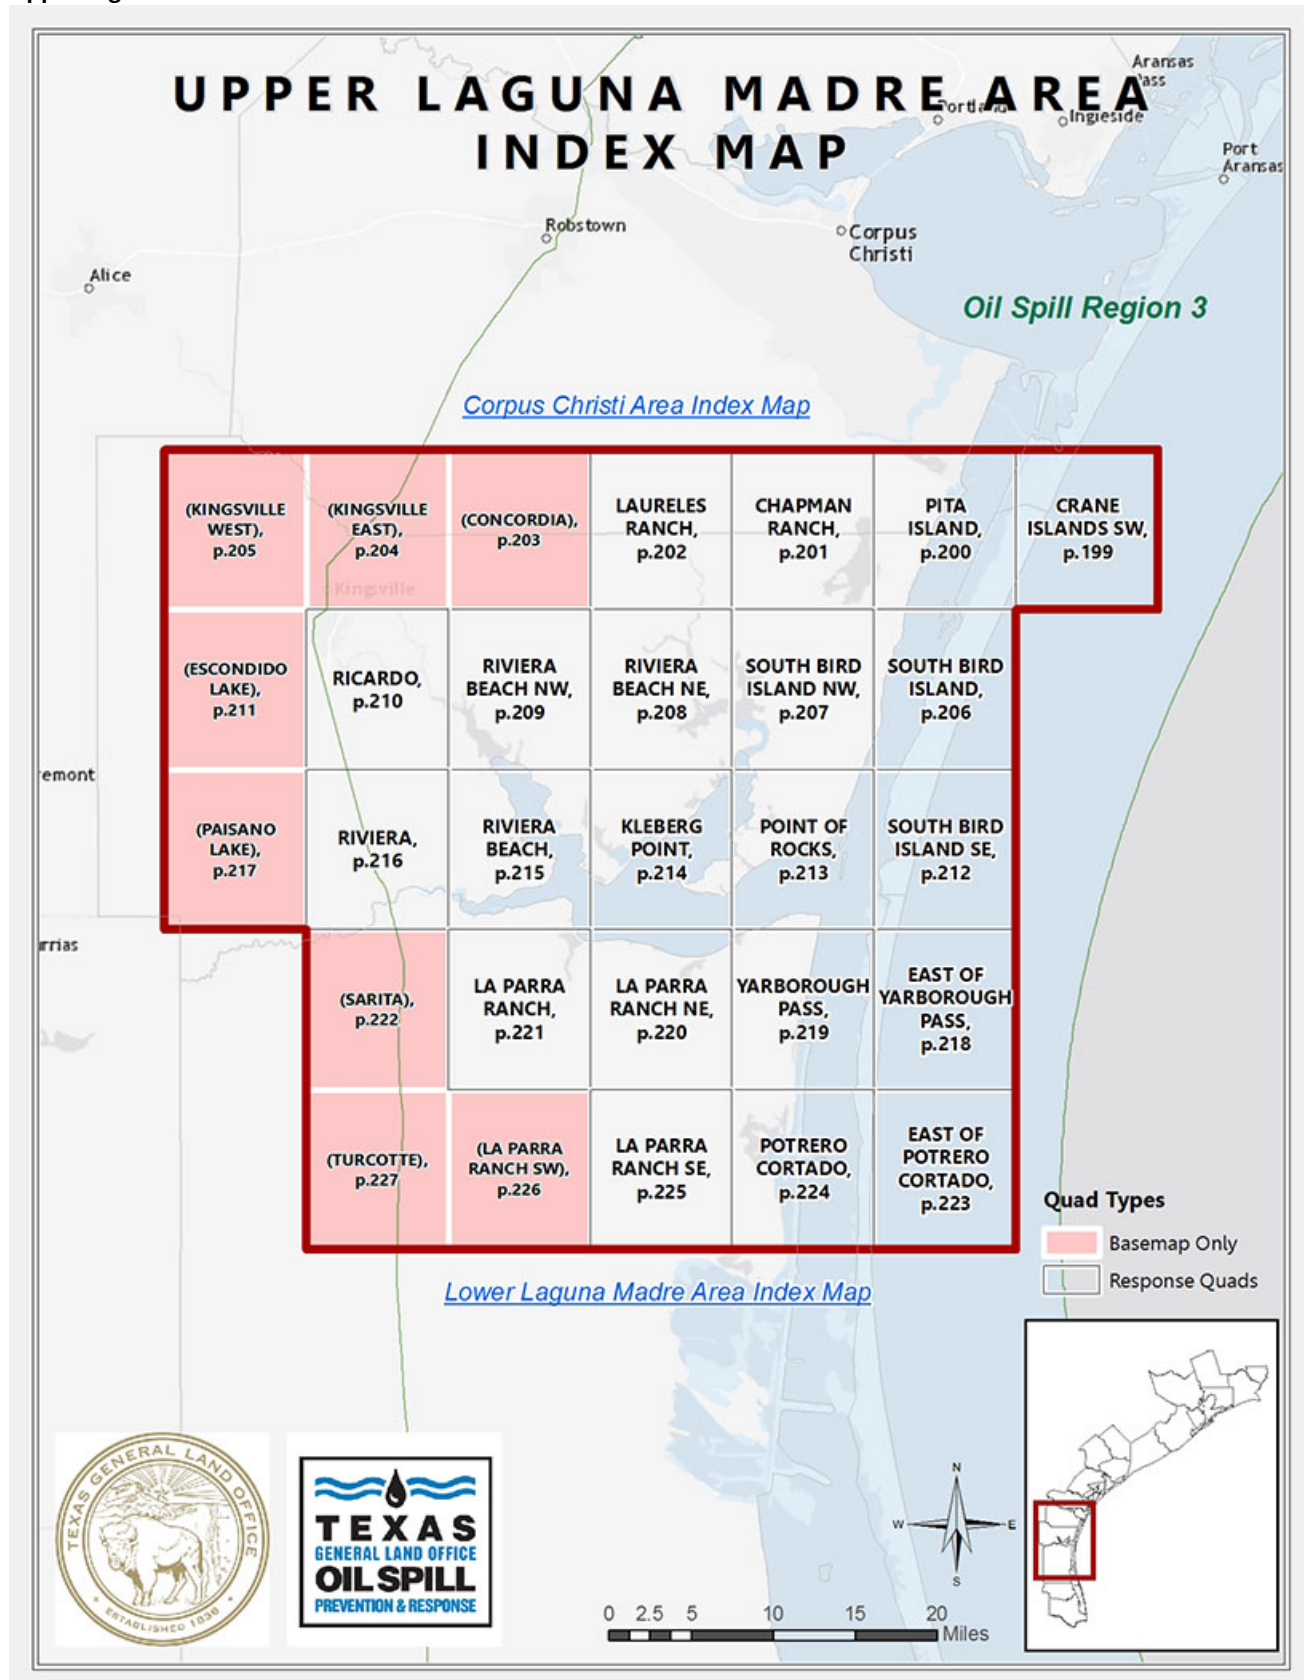 UPPER LAGUNA MADRE AREA
INDEX MAP
Aransas
Pass
Portland
Ingleside
Port
Aransas
Robstown
Corpus
Christi
Alice
Oil Spill Region 3
Corpus Christi Area Index Map
(KINGSVILLE
WEST),
p.205
(KINGSVILLE
EAST),
p.204
(CONCORDIA),
p.203
LAURELES
RANCH,
p.202
CHAPMAN
RANCH,
p.201
PITA
ISLAND,
p.200
CRANE
ISLANDS SW,
p.199
Kingsville
(ESCONDIDO
LAKE),
p.211
RICARDO,
p.210
RIVIERA
BEACH NW,
p.209
RIVIERA
BEACH NE,
p.208
SOUTH BIRD
ISLAND NW,
p.207
SOUTH BIRD
ISLAND,
p.206
emont
(PAISANO
LAKE),
p.217
RIVIERA,
p.216
RIVIERA
BEACH,
p.215
KLEBERG
POINT,
p.214
POINT OF
ROCKS,
p.213
SOUTH BIRD
ISLAND SE,
p.212
rrias
(SARITA),
p.222
LA PARRA
RANCH,
p.221
LA PARRA
RANCH NE,
p.220
YARBOROUGH
PASS,
p.219
EAST OF
YARBOROUGH
PASS,
p.218
(TURCOTTE),
p.227
(LA PARRA
RANCH SW),
p.226
LA PARRA
RANCH SE,
p.225
POTRERO
CORTADO,
p.224
EAST OF
POTRERO
CORTADO,
p.223
Quad Types
Basemap Only
Response Quads
Lower Laguna Madre Area Index Map
TEXAS GENERAL LAND OFFICE
ESTABLISHED 1836
TEXAS
GENERAL LAND OFFICE
OIL SPILL
PREVENTION & RESPONSE
N
W E
S
0 2.5 5 10 15 20
Miles